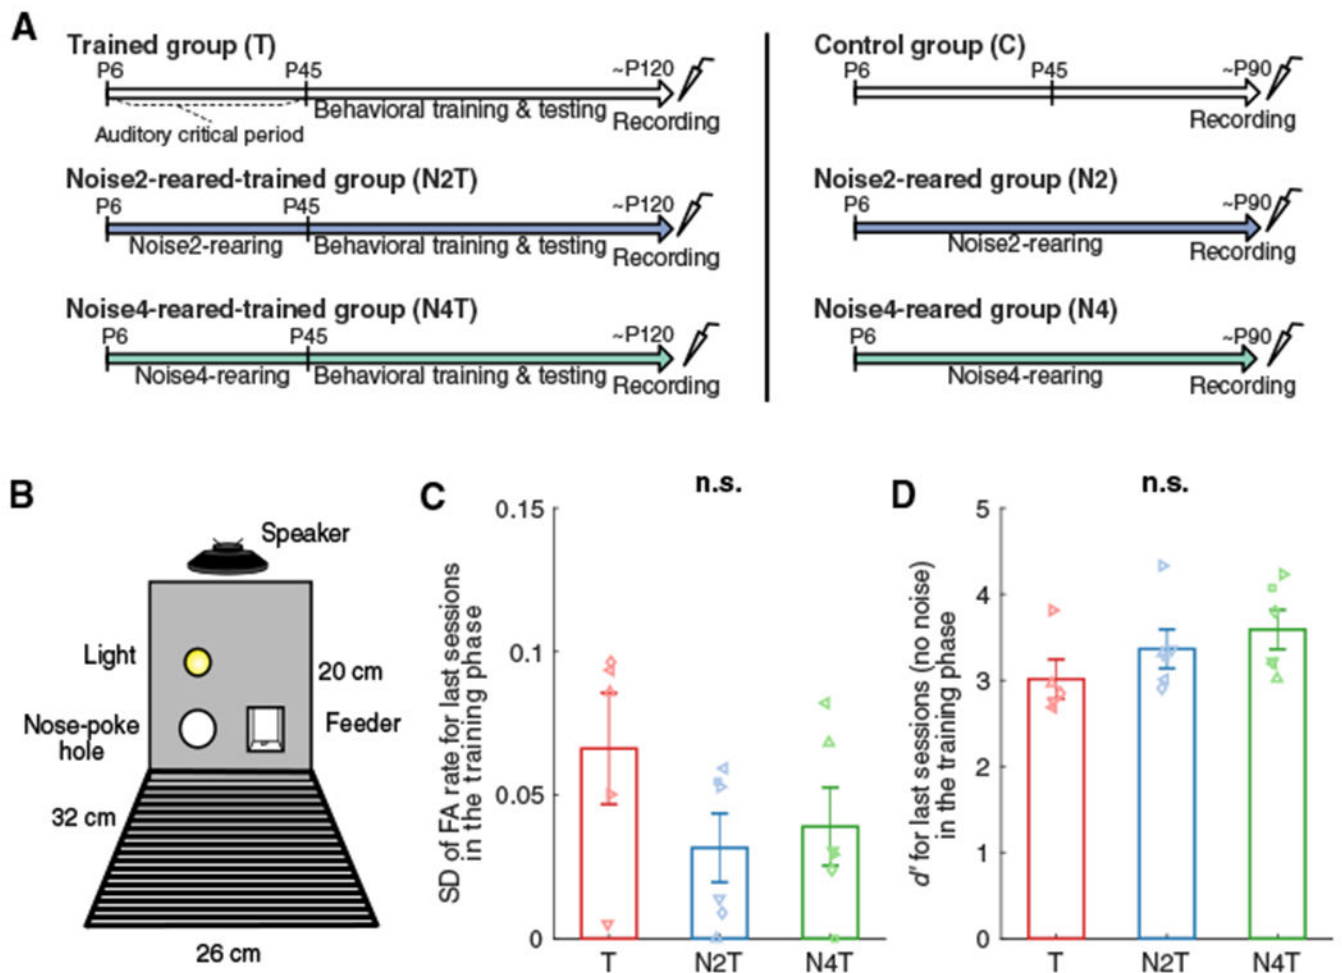 A
Trained group (T)
P6 P45 ~P120
Behavioral training & testing
Auditory critical period
Recording
Noise2-reared-trained group (N2T)
P6 P45 ~P120
Noise2-rearing Behavioral training & testing
Recording
Noise4-reared-trained group (N4T)
P6 P45 ~P120
Noise4-rearing Behavioral training & testing
Recording
Control group (C)
P6 P45 ~P90
Recording
Noise2-reared group (N2)
P6 ~P90
Noise2-rearing
Recording
Noise4-reared group (N4)
P6 ~P90
Noise4-rearing
Recording
B
Speaker
Light
20 cm
Nose-poke
hole
Feeder
32 cm
26 cm
C
n.s.
SD of FA rate for last sessions
in the training phase
0.15
0.1
0.05
0
T N2T N4T
D
n.s.
d' for last sessions (no noise)
in the training phase
5
4
3
2
1
0
T N2T N4T